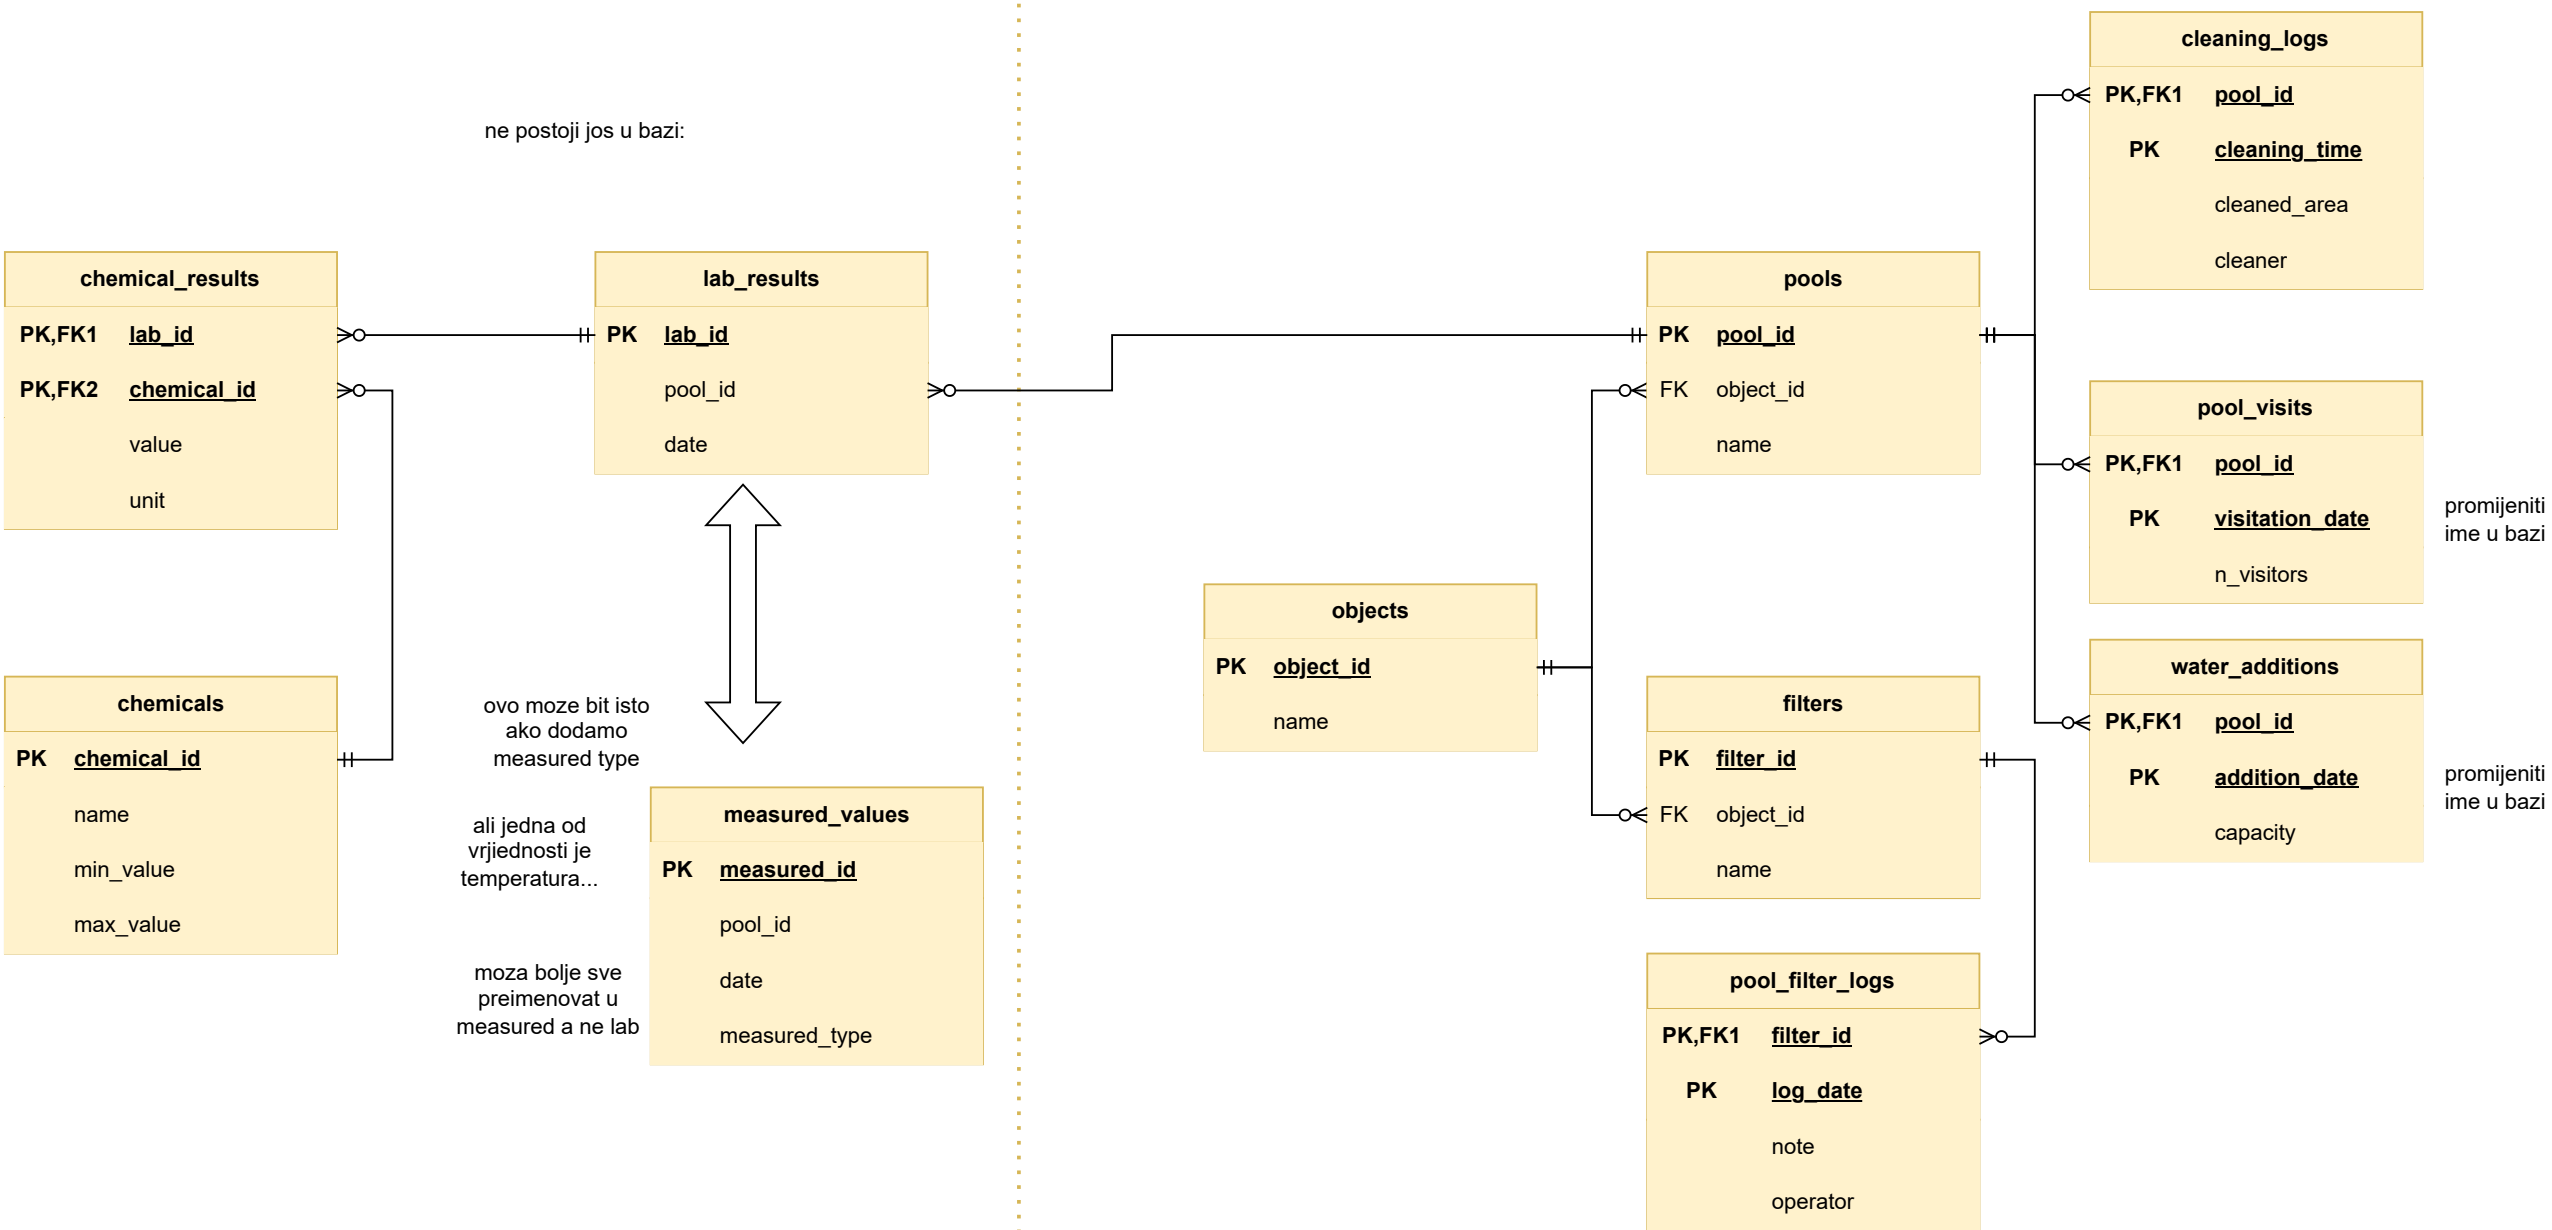 ne postoji jos u bazi:
chemical_results
PK,FK1 lab_id
PK,FK2 chemical_id
value
unit
lab_results
PK lab_id
pool_id
date
chemicals
PK chemical_id
name
min_value
max_value
ovo moze bit isto
ako dodamo
measured type
ali jedna od
vrjiednosti je
temperatura...
moza bolje sve
preimenovat u
measured a ne lab
measured_values
PK measured_id
pool_id
date
measured_type
objects
PK object_id
name
pools
PK pool_id
FK object_id
name
filters
PK filter_id
FK object_id
name
pool_filter_logs
PK,FK1 filter_id
PK log_date
note
operator
cleaning_logs
PK,FK1 pool_id
PK cleaning_time
cleaned_area
cleaner
pool_visits
PK,FK1 pool_id
PK visitation_date
n_visitors
promijeniti
ime u bazi
water_additions
PK,FK1 pool_id
PK addition_date
capacity
promijeniti
ime u bazi